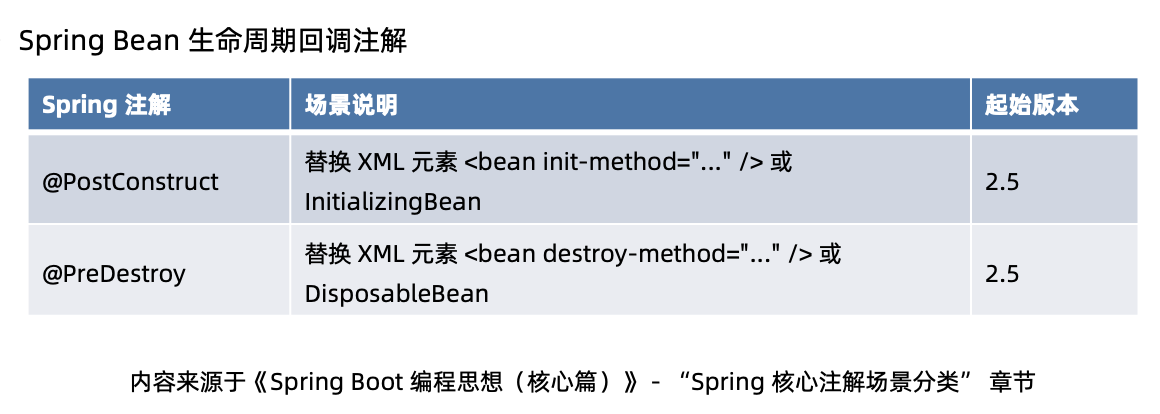 Spring Bean 生命周期回调注解
Spring 注解 场景说明 起始版本
@PostConstruct 替换 XML 元素 <bean init-method="..." /> 或
InitializingBean 2.5
@PreDestroy 替换 XML 元素 <bean destroy-method="..." /> 或
DisposableBean 2.5
内容来源于《Spring Boot 编程思想（核心篇）》 - “Spring 核心注解场景分类” 章节